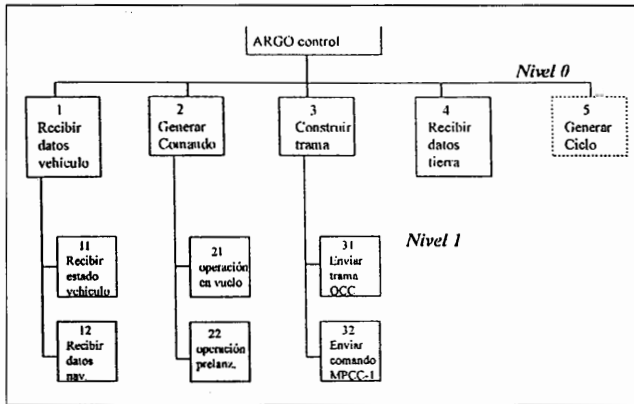 ARGO control
Nivel 0
1
Recibir
datos
vehículo
2
Generar
Comando
3
Construir
trama
4
Recibir
datos
tierra
5
Generar
Ciclo
Nivel 1
11
Recibir
estado
vehículo
21
operación
en vuelo
31
Enviar
trama
OCC
12
Recibir
datos
nav.
22
operación
prelanz.
32
Enviar
comando
MPCC-1